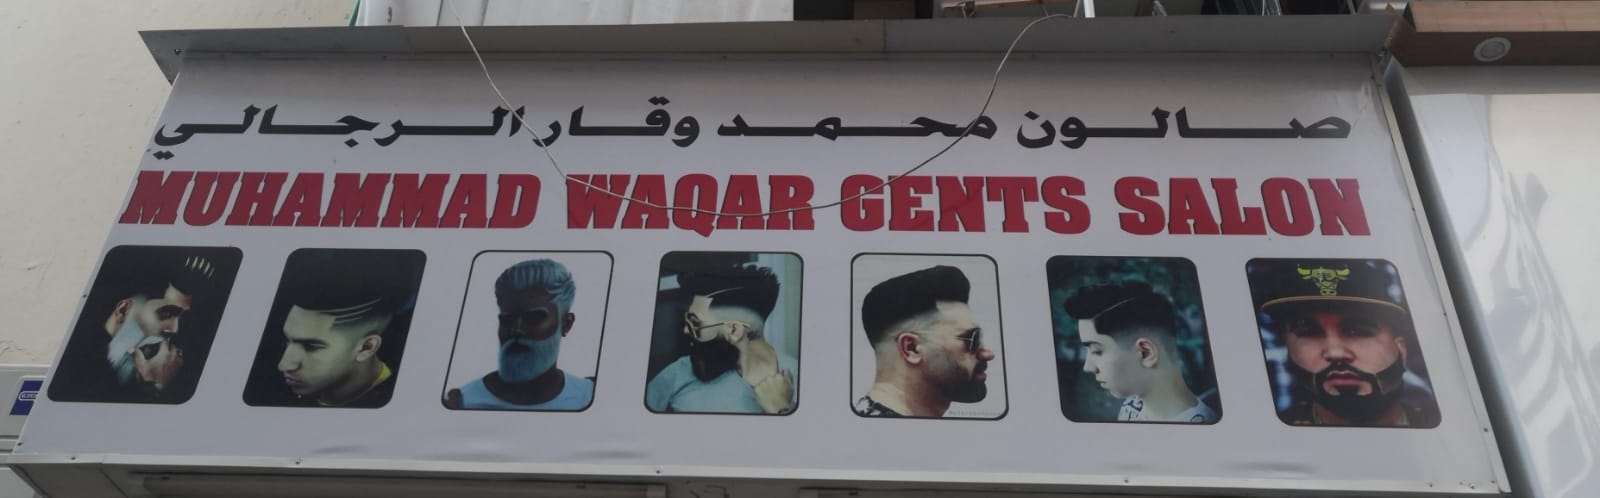 صالون محمد وقار الرجالي
MUHAMMAD WAQAR GENTS SALON